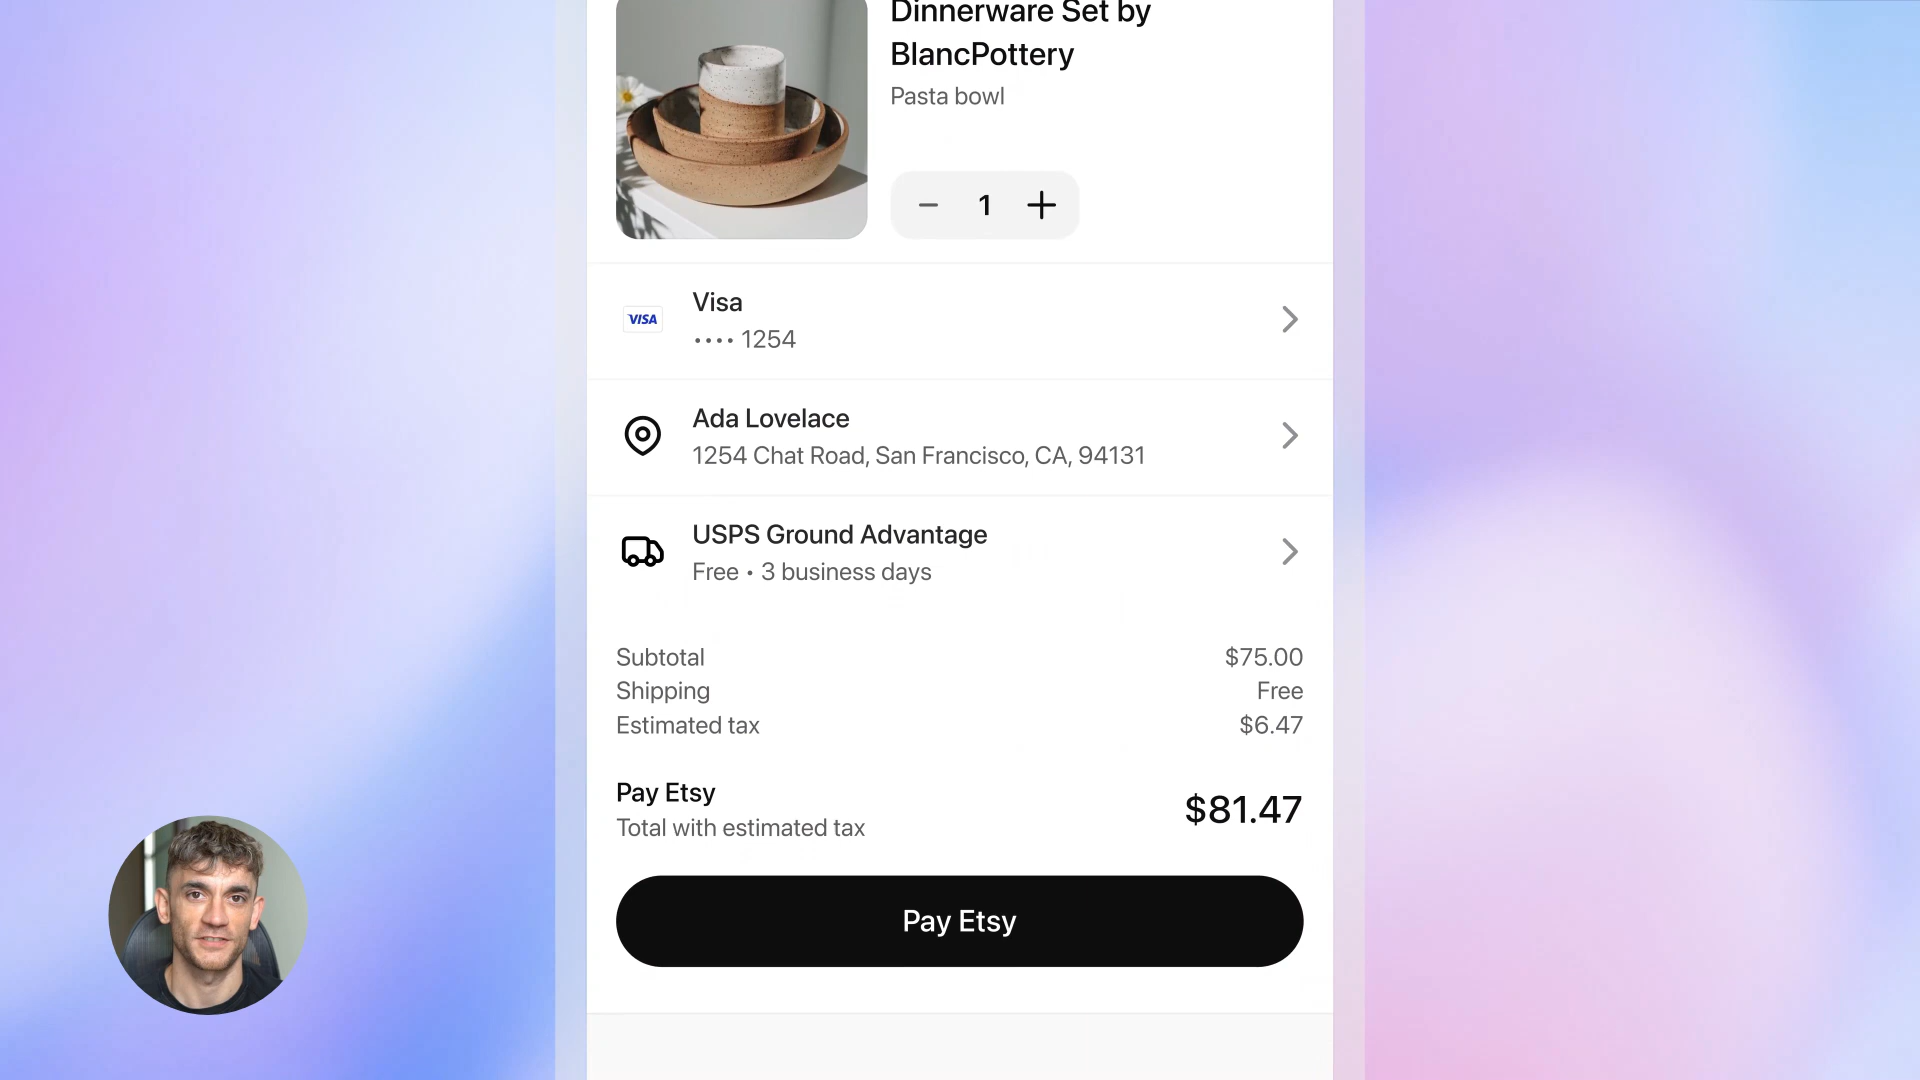 Dinnerware Set by
BlancPottery
Pasta bowl
1
VISA
Visa
•••• 1254
Ada Lovelace
1254 Chat Road, San Francisco, CA, 94131
USPS Ground Advantage
Free • 3 business days
Subtotal $75.00
Shipping Free
Estimated tax $6.47
Pay Etsy
Total with estimated tax
$81.47
Pay Etsy